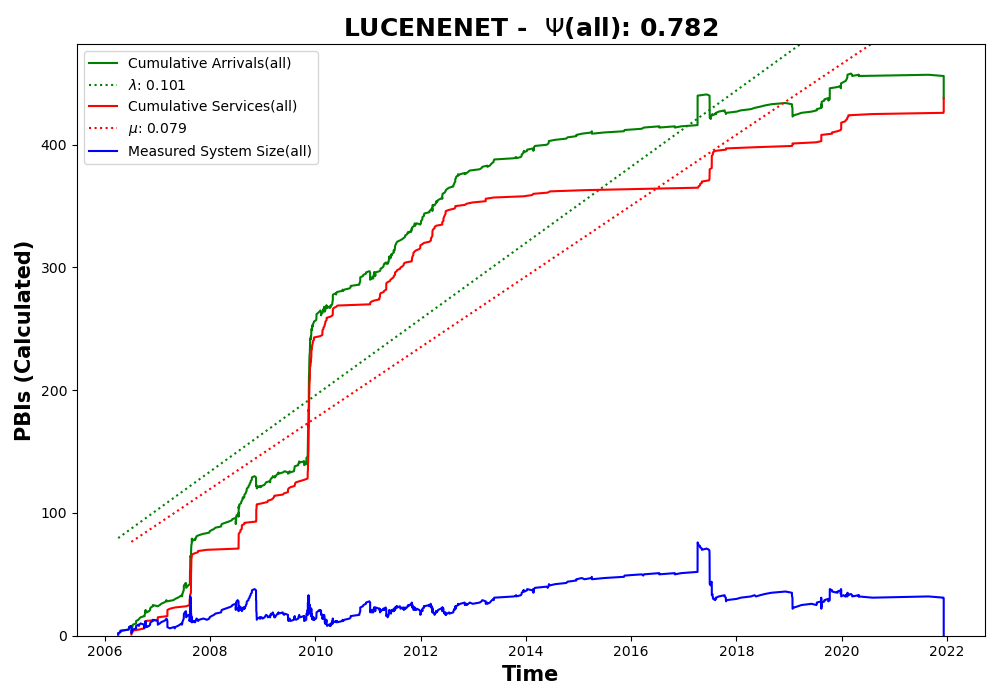 LUCENENET - Ψ(all): 0.782
Cumulative Arrivals(all)
λ: 0.101
Cumulative Services(all)
μ: 0.079
Measured System Size(all)
PBIs (Calculated)
400
300
200
100
0
2006 2008 2010 2012 2014 2016 2018 2020 2022
Time